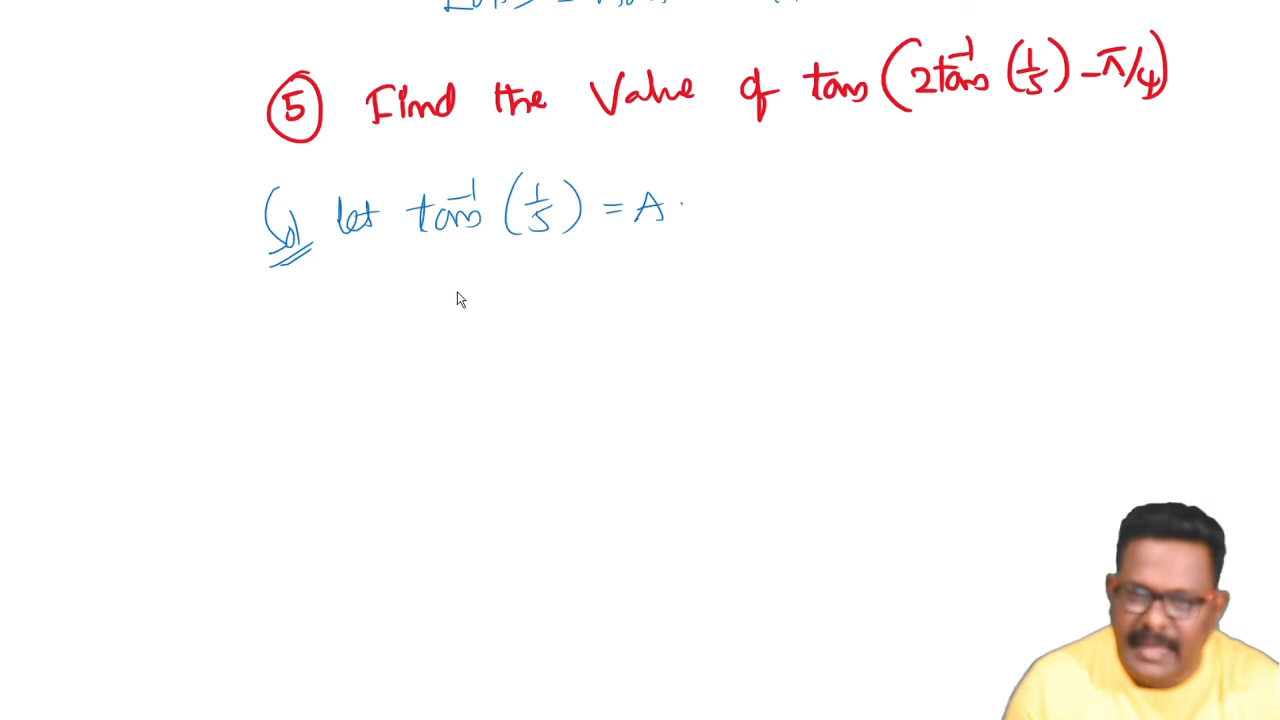 ⑤ Find the Value of tan(2tan⁻¹(1/5) - π/4)
Sol let tan⁻¹(1/5) = A.